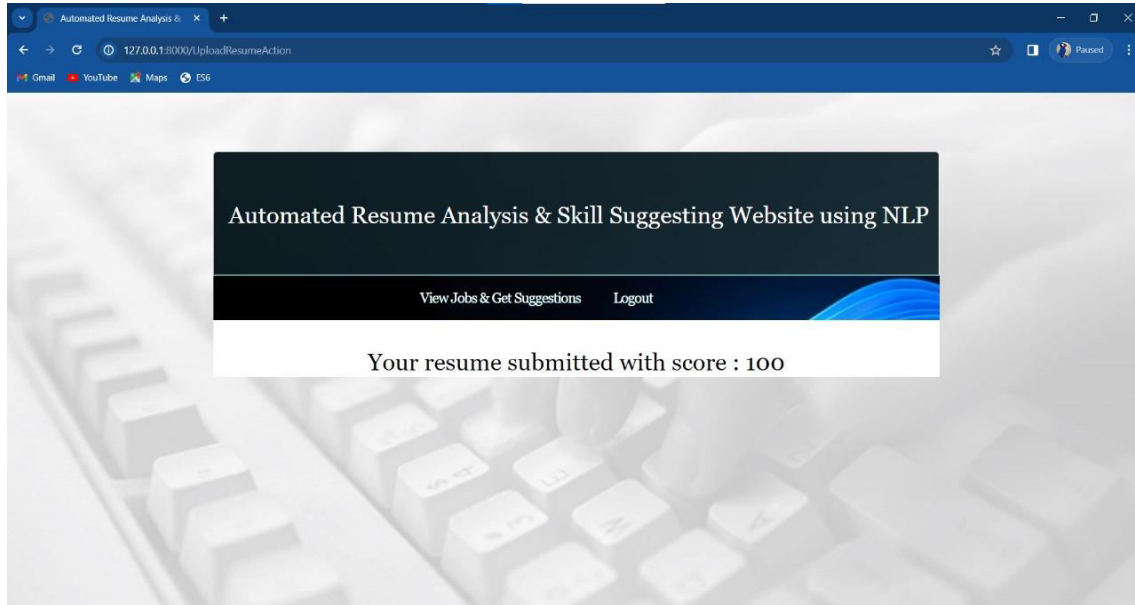 Automated Resume Analysis &
127.0.0.1:8000/UploadResumeAction
Paused
Gmail YouTube Maps ES6
Automated Resume Analysis & Skill Suggesting Website using NLP
View Jobs & Get Suggestions Logout
Your resume submitted with score : 100